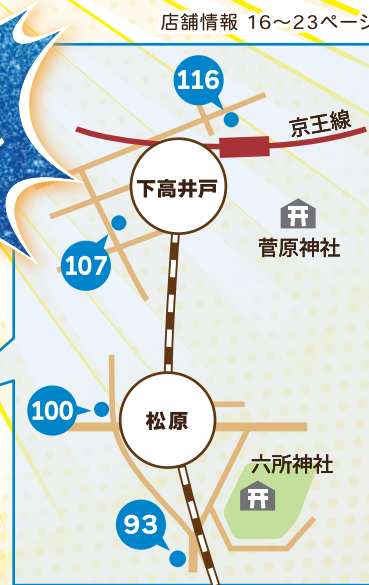 店舗情報 16〜23ページ
116
京王線
下高井戸
菅原神社
107
100
松原
六所神社
93